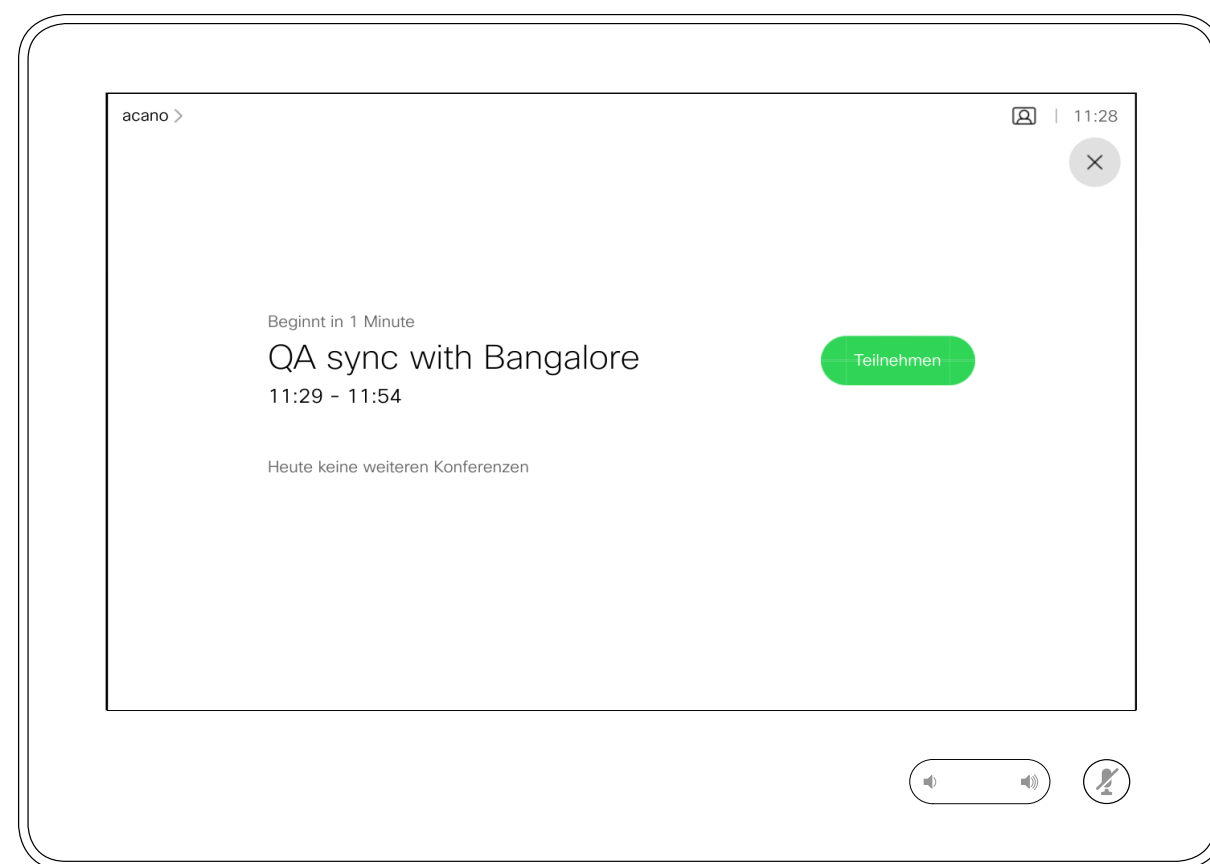 acano
11:28
Beginnt in 1 Minute
QA sync with Bangalore
11:29 - 11:54
Teilnehmen
Heute keine weiteren Konferenzen